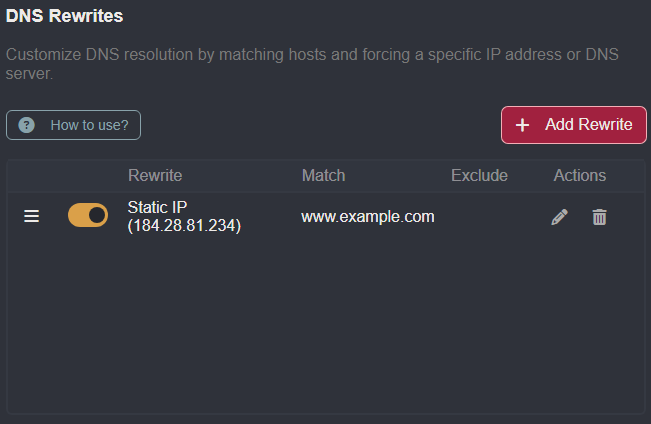 DNS Rewrites
Customize DNS resolution by matching hosts and forcing a specific IP address or DNS
server.
? How to use?
+ Add Rewrite
Rewrite Match Exclude Actions
Static IP
(184.28.81.234) www.example.com